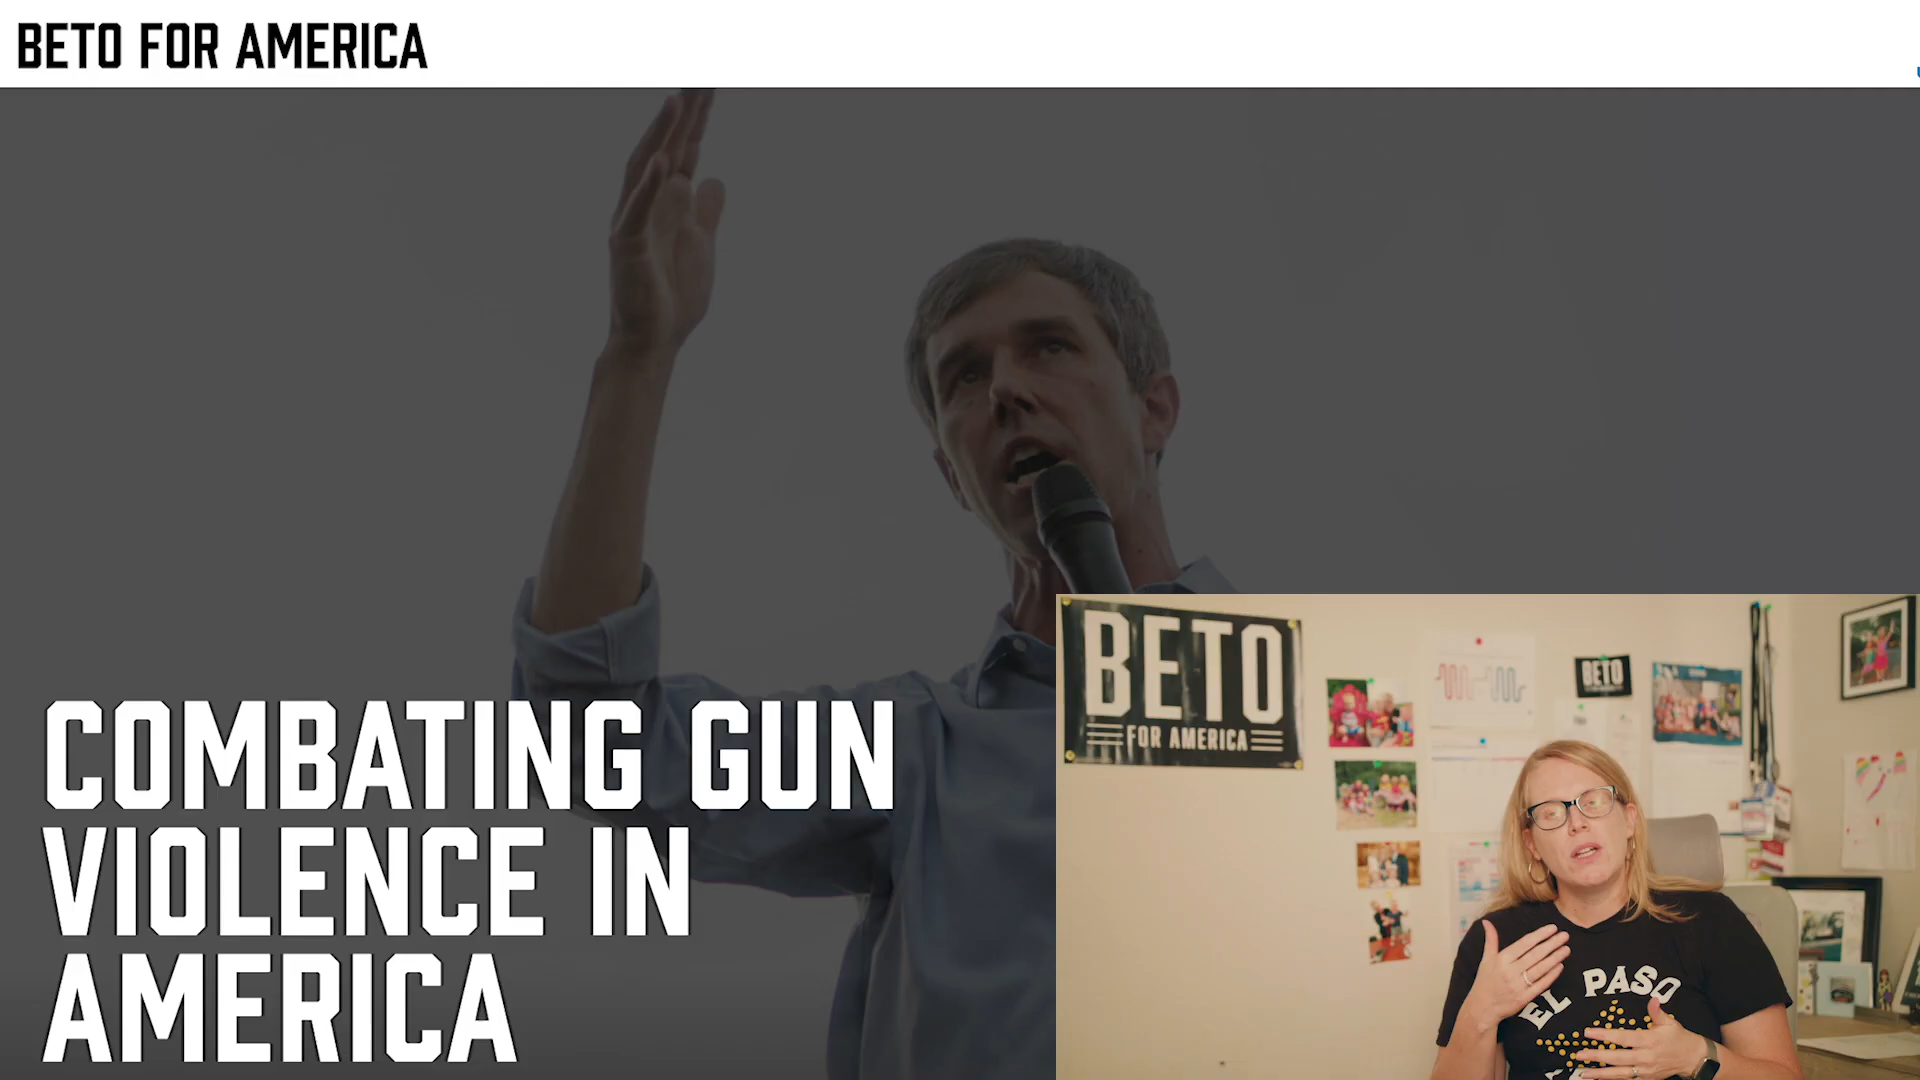 BETO FOR AMERICA
COMBATING GUN
VIOLENCE IN
AMERICA
BETO
FOR AMERICA
BETO
EL PASO